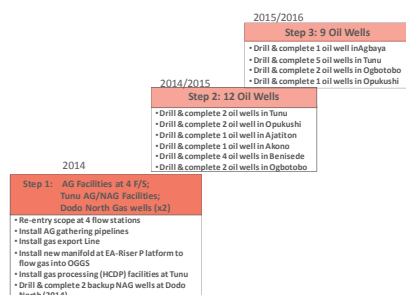 2015/2016
Step 3: 9 Oil Wells
• Drill & complete 1 oil well in Agbaya
• Drill & complete 5 oil wells in Tunu
• Drill & complete 2 oil wells in Ogbotobo
• Drill & complete 1 oil wells in Opukushi
2014/2015
Step 2: 12 Oil Wells
• Drill & complete 2 oil wells in Tunu
• Drill & complete 2 oil well in Opukushi
• Drill & complete 1 oil wells in Ajatiton
• Drill & complete 1 oil wells in Akono
• Drill & complete 4 oil wells in Benisede
• Drill & complete 2 oil wells in Ogbotobo
2014
Step 1: AG Facilities at 4 F/S;
Tunu AG/NAG Facilities;
Dodo North Gas wells (x2)
• Re-entry scope at 4 flow stations
• Install AG gathering pipelines
• Install gas export Line
• Install new manifold at EA-Riser Platform to
flow gas into OGGS
• Install gas processing (HCDP) facilities at Tunu
• Drill & complete 2 backup NAG wells at Dodo
North (2014)